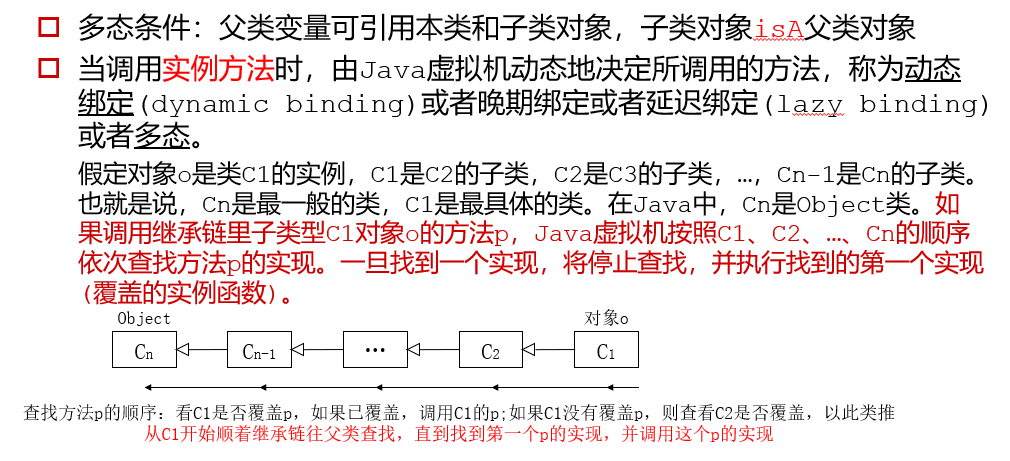 多态条件：父类变量可引用本类和子类对象，子类对象isA父类对象
当调用实例方法时，由Java虚拟机动态地决定所调用的方法，称为动态
绑定(dynamic binding)或者晚期绑定或者延迟绑定(lazy binding)
或者多态。
假定对象o是类C1的实例，C1是C2的子类，C2是C3的子类，…，Cn-1是Cn的子类。
也就是说，Cn是最一般的类，C1是最具体的类。在Java中，Cn是Object类。如
果调用继承链里子类型C1对象o的方法p，Java虚拟机按照C1、C2、…、Cn的顺序
依次查找方法p的实现。一旦找到一个实现，将停止查找，并执行找到的第一个实现
(覆盖的实例函数)。
Object 对象o
Cn Cn-1 … C2 C1
查找方法p的顺序：看C1是否覆盖p，如果已覆盖，调用C1的p;如果C1没有覆盖p，则查看C2是否覆盖，以此类推
从C1开始顺着继承链往父类查找，直到找到第一个p的实现，并调用这个p的实现